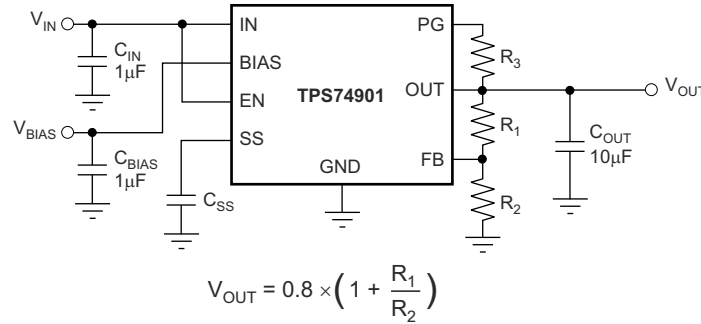 V_IN
C_IN
1µF
V_BIAS
C_BIAS
1µF
C_SS
IN
BIAS
EN
SS
TPS74901
GND
PG
OUT
FB
R_3
R_1
R_2
V_OUT
C_OUT
10µF
V_OUT = 0.8 × ( 1 + R_1 / R_2 )